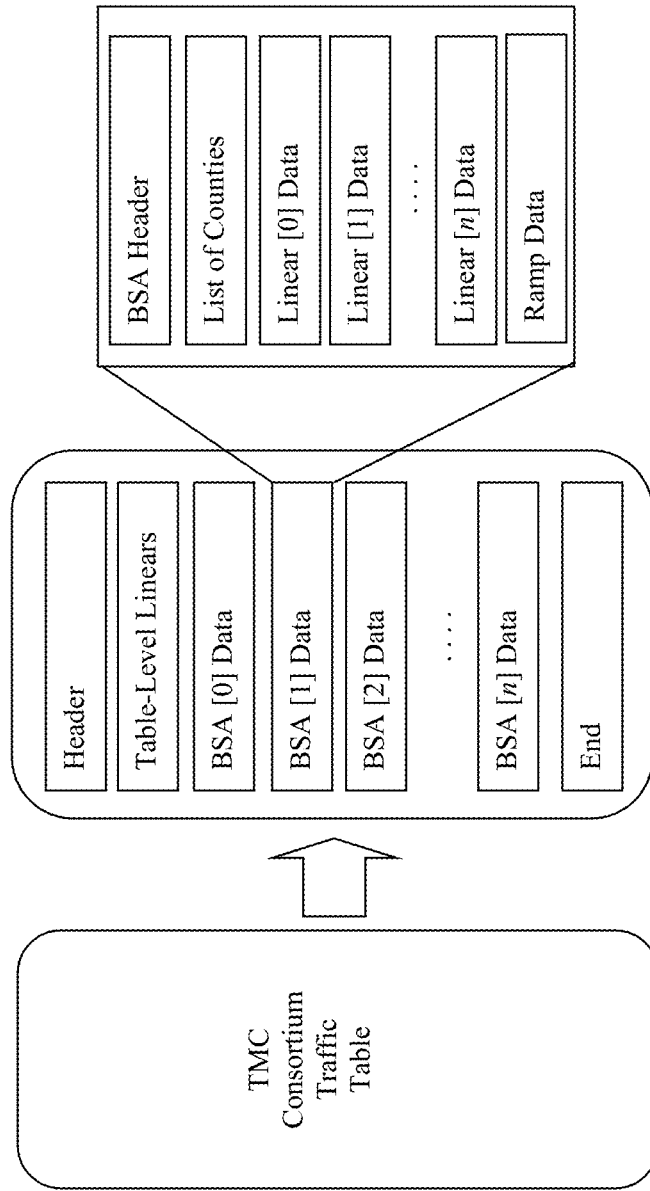 TMC
Consortium
Traffic
Table
Header
Table-Level Linears
BSA [0] Data
BSA [1] Data
BSA [2] Data
. . . .
BSA [n] Data
End
BSA Header
List of Counties
Linear [0] Data
Linear [1] Data
. . . .
Linear [n] Data
Ramp Data